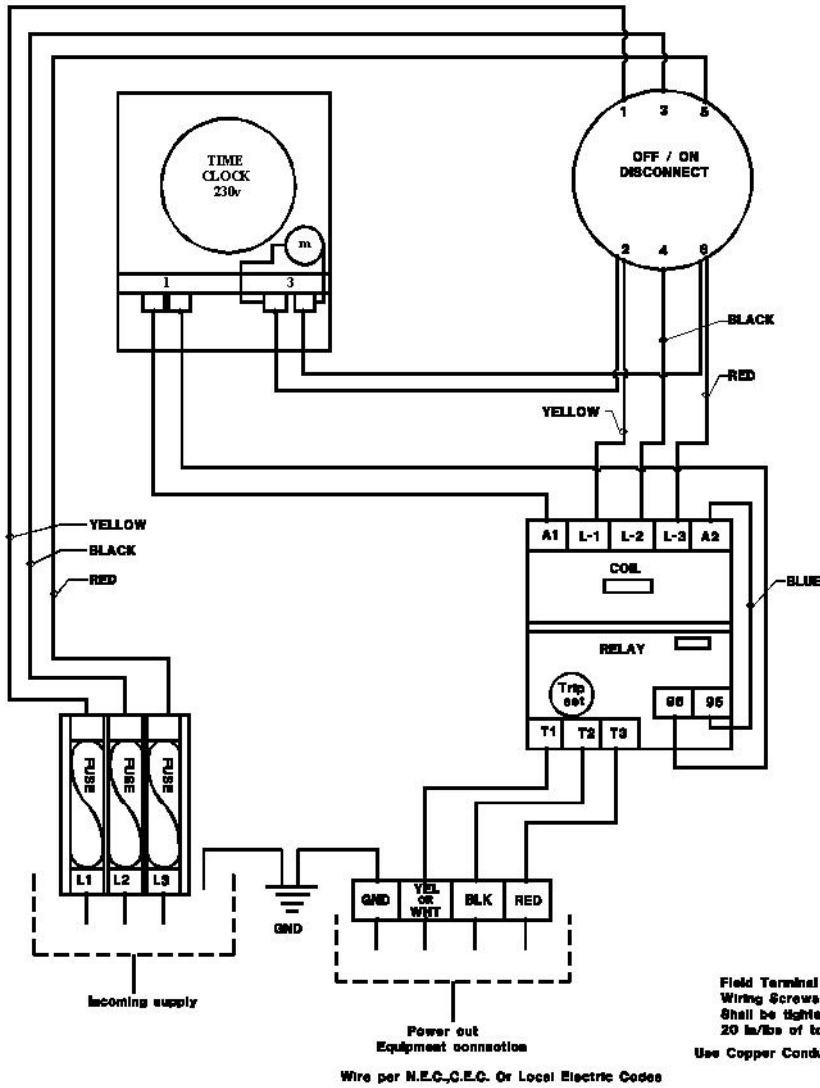 1 3 5
OFF / ON
DISCONNECT
2 4 6
TIME
CLOCK
230v
m
1 3
BLACK
RED
YELLOW
YELLOW
BLACK
RED
A1 L-1 L-2 L-3 A2
COIL
BLUE
RELAY
Trip
set
96 95
T1 T2 T3
FUSE FUSE FUSE
L1 L2 L3
GND
GND YEL OR WHT BLK RED
Incoming supply
Power out
Equipment connection
Wire per N.E.C.,C.E.C. Or Local Electric Codes
Field Terminal
Wiring Screws
Shall be tighte
20 in/lbs of to
Use Copper Condu